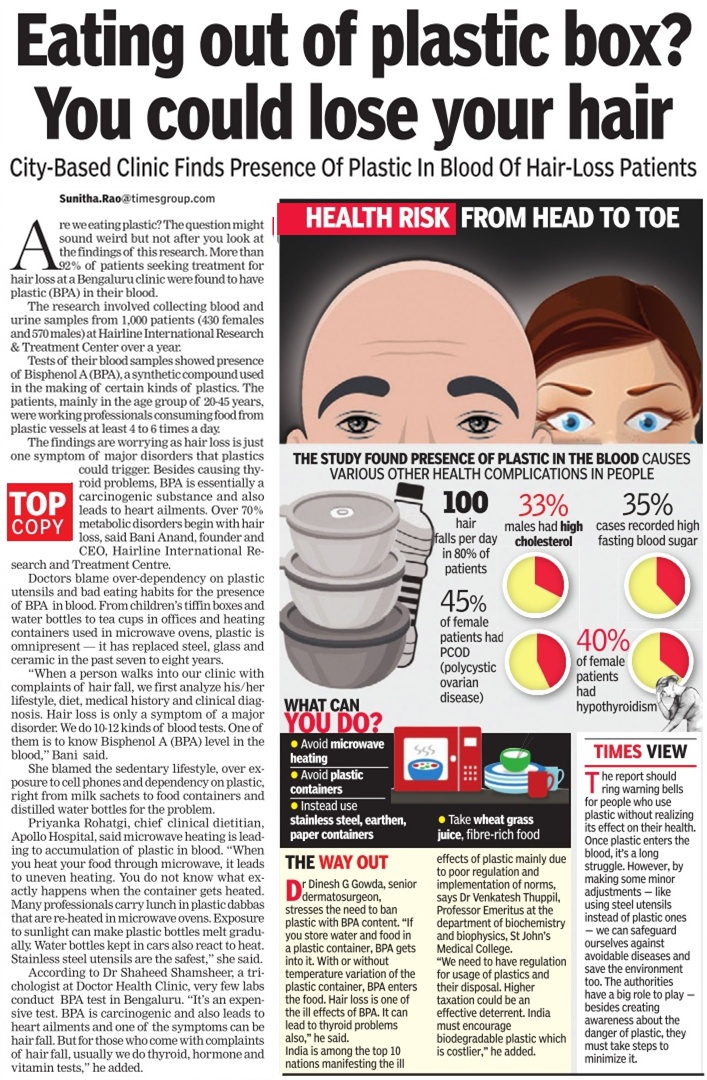 Eating out of plastic box?
You could lose your hair
City-Based Clinic Finds Presence Of Plastic In Blood Of Hair-Loss Patients
Sunitha.Rao@timesgroup.com
Are we eating plastic? The question might
sound weird but not after you look at
the findings of this research. More than
92% of patients seeking treatment for
hair loss at a Bengaluru clinic were found to have
plastic (BPA) in their blood.
The research involved collecting blood and
urine samples from 1,000 patients (430 females
and 570 males) at Hairline International Research
& Treatment Center over a year.
Tests of their blood samples showed presence
of Bisphenol A (BPA), a synthetic compound used
in the making of certain kinds of plastics. The
patients, mainly in the age group of 20-45 years,
were working professionals consuming food from
plastic vessels at least 4 to 6 times a day.
The findings are worrying as hair loss is just
one symptom of major disorders that plastics
could trigger. Besides causing thy-
roid problems, BPA is essentially a
carcinogenic substance and also
leads to heart ailments. Over 70%
metabolic disorders begin with hair
loss, said Bani Anand, founder and
CEO, Hairline International Re-
search and Treatment Centre.
TOP
COPY
Doctors blame over-dependency on plastic
utensils and bad eating habits for the presence
of BPA in blood. From children's tiffin boxes and
water bottles to tea cups in offices and heating
containers used in microwave ovens, plastic is
omnipresent — it has replaced steel, glass and
ceramic in the past seven to eight years.
“When a person walks into our clinic with
complaints of hair fall, we first analyze his/her
lifestyle, diet, medical history and clinical diag-
nosis. Hair loss is only a symptom of a major
disorder. We do 10-12 kinds of blood tests. One of
them is to know Bisphenol A (BPA) level in the
blood,” Bani said.
She blamed the sedentary lifestyle, over ex-
posure to cell phones and dependency on plastic,
right from milk sachets to food containers and
distilled water bottles for the problem.
Priyanka Rohatgi, chief clinical dietitian,
Apollo Hospital, said microwave heating is lead-
ing to accumulation of plastic in blood. “When
you heat your food through microwave, it leads
to uneven heating. You do not know what ex-
actly happens when the container gets heated.
Many professionals carry lunch in plastic dabbas
that are re-heated in microwave ovens. Exposure
to sunlight can make plastic bottles melt gradu-
ally. Water bottles kept in cars also react to heat.
Stainless steel utensils are the safest,” she said.
According to Dr Shaheed Shamsheer, a tri-
chologist at Doctor Health Clinic, very few labs
conduct BPA test in Bengaluru. “It's an expen-
sive test. BPA is carcinogenic and also leads to
heart ailments and one of the symptoms can be
hair fall. But for those who come with complaints
of hair fall, usually we do thyroid, hormone and
vitamin tests,” he added.
HEALTH RISK FROM HEAD TO TOE
THE STUDY FOUND PRESENCE OF PLASTIC IN THE BLOOD CAUSES
VARIOUS OTHER HEALTH COMPLICATIONS IN PEOPLE
100
hair
falls per day
in 80% of
patients
33%
males had high
cholesterol
35%
cases recorded high
fasting blood sugar
45%
of female
patients had
PCOD
(polycystic
ovarian
disease)
40%
of female
patients
had
hypothyroidism
WHAT CAN
YOU DO?
● Avoid microwave
heating
● Avoid plastic
containers
● Instead use
stainless steel, earthen,
paper containers
● Take wheat grass
juice, fibre-rich food
THE WAY OUT
Dr Dinesh G Gowda, senior
dermatosurgeon,
stresses the need to ban
plastic with BPA content. “If
you store water and food in
a plastic container, BPA gets
into it. With or without
temperature variation of the
plastic container, BPA enters
the food. Hair loss is one of
the ill effects of BPA. It can
lead to thyroid problems
also,” he said.
India is among the top 10
nations manifesting the ill
effects of plastic mainly due
to poor regulation and
implementation of norms,
says Dr Venkatesh Thuppil,
Professor Emeritus at the
department of biochemistry
and biophysics, St John's
Medical College.
“We need to have regulation
for usage of plastics and
their disposal. Higher
taxation could be an
effective deterrent. India
must encourage
biodegradable plastic which
is costlier,” he added.
TIMES VIEW
The report should
ring warning bells
for people who use
plastic without realizing
its effect on their health.
Once plastic enters the
blood, it's a long
struggle. However, by
making some minor
adjustments — like
using steel utensils
instead of plastic ones
— we can safeguard
ourselves against
avoidable diseases and
save the environment
too. The authorities
have a big role to play —
besides creating
awareness about the
danger of plastic, they
must take steps to
minimize it.